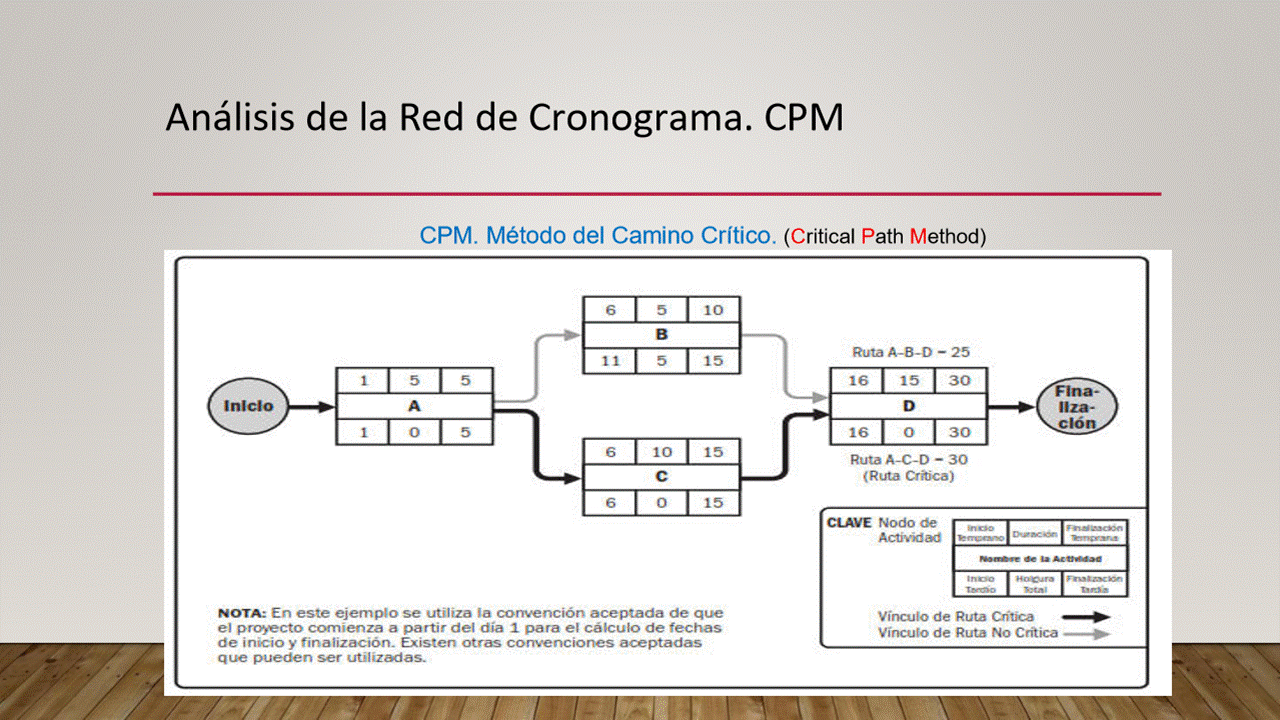 Análisis de la Red de Cronograma. CPM
CPM. Método del Camino Crítico. (Critical Path Method)
Inicio
1 5 5
A
1 0 5
6 5 10
B
11 5 15
6 10 15
C
6 0 15
Ruta A-B-D = 25
16 15 30
D
16 0 30
Ruta A-C-D = 30
(Ruta Crítica)
Fina-
liza-
ción
CLAVE Nodo de
Actividad
Inicio
Temprano
Duración
Finalización
Temprana
Nombre de la Actividad
Inicio
Tardío
Holgura
Total
Finalización
Tardía
Vínculo de Ruta Crítica
Vínculo de Ruta No Crítica
NOTA: En este ejemplo se utiliza la convención aceptada de que
el proyecto comienza a partir del día 1 para el cálculo de fechas
de inicio y finalización. Existen otras convenciones aceptadas
que pueden ser utilizadas.